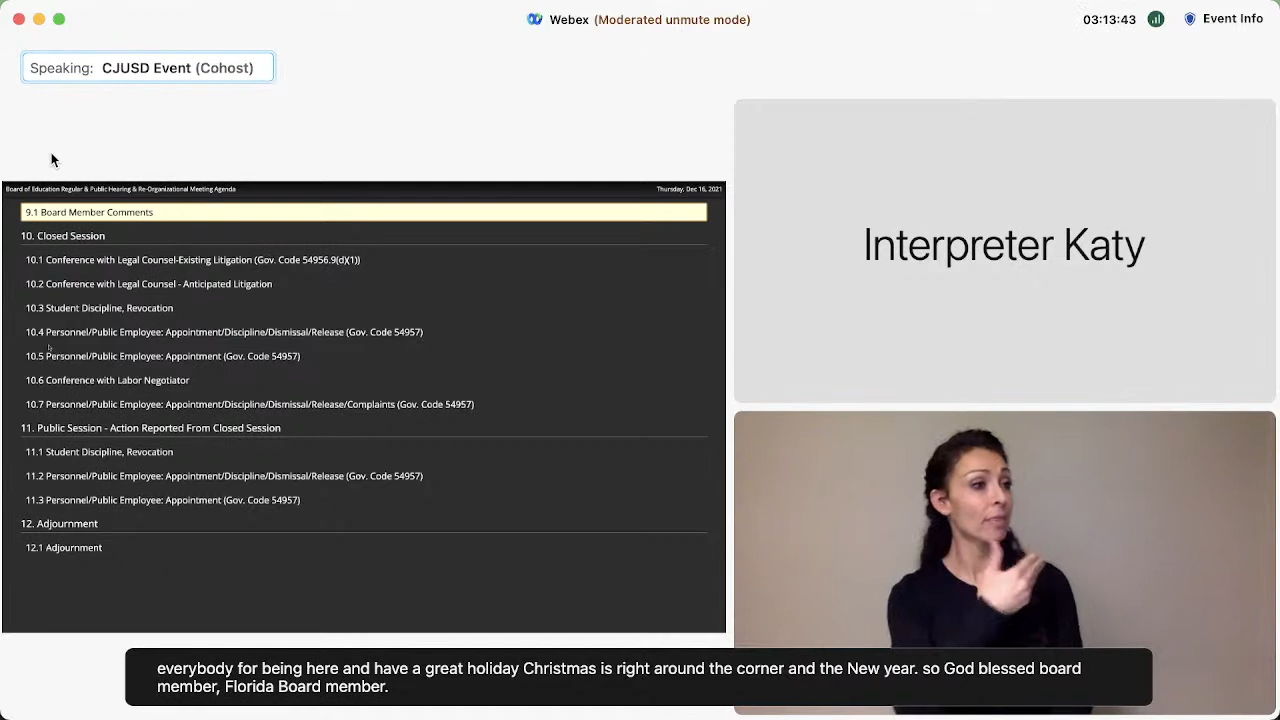 Webex (Moderated unmute mode)
03:13:43
Event Info
Speaking: CJUSD Event (Cohost)
Board of Education Regular & Public Hearing & Re-Organizational Meeting Agenda
Thursday, Dec 16, 2021
9.1 Board Member Comments
10. Closed Session
10.1 Conference with Legal Counsel-Existing Litigation (Gov. Code 54956.9(d)(1))
10.2 Conference with Legal Counsel - Anticipated Litigation
10.3 Student Discipline, Revocation
10.4 Personnel/Public Employee: Appointment/Discipline/Dismissal/Release (Gov. Code 54957)
10.5 Personnel/Public Employee: Appointment (Gov. Code 54957)
10.6 Conference with Labor Negotiator
10.7 Personnel/Public Employee: Appointment/Discipline/Dismissal/Release/Complaints (Gov. Code 54957)
11. Public Session - Action Reported From Closed Session
11.1 Student Discipline, Revocation
11.2 Personnel/Public Employee: Appointment/Discipline/Dismissal/Release (Gov. Code 54957)
11.3 Personnel/Public Employee: Appointment (Gov. Code 54957)
12. Adjournment
12.1 Adjournment
Interpreter Katy
everybody for being here and have a great holiday Christmas is right around the corner and the New year. so God blessed board
member, Florida Board member.